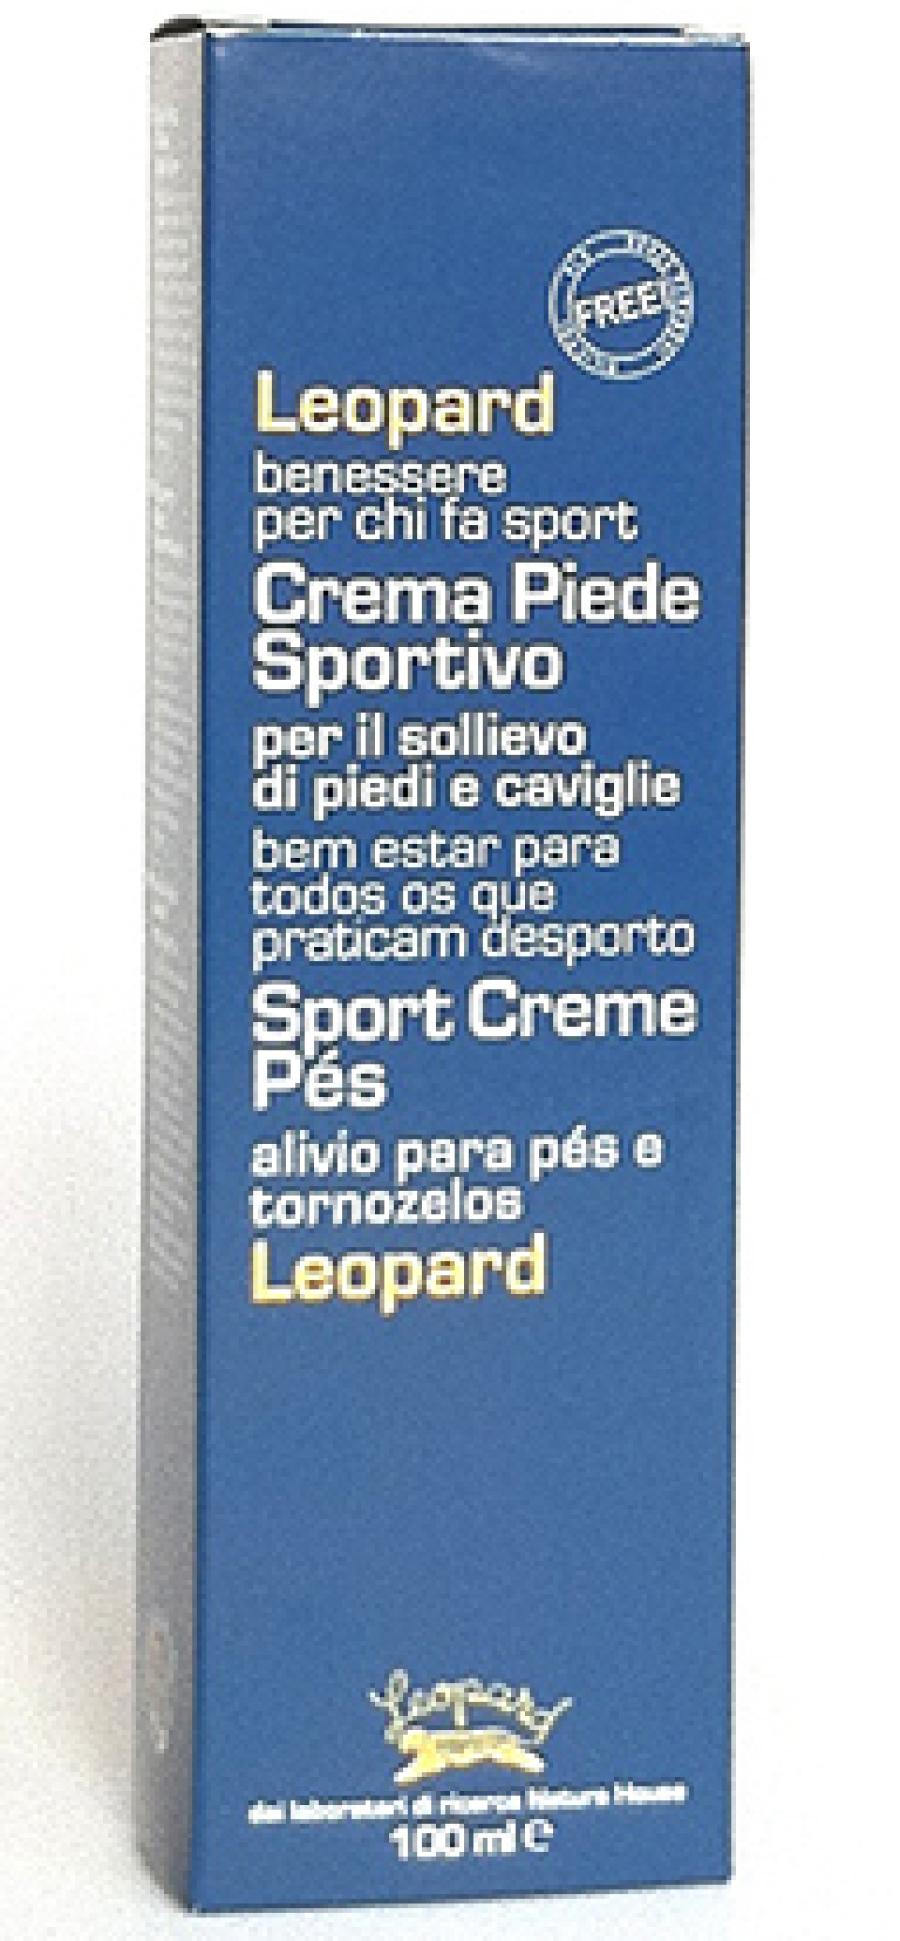 FREE!
Leopard
benessere
per chi fa sport
Crema Piede
Sportivo
per il sollievo
di piedi e caviglie
bem estar para
todos os que
praticam desporto
Sport Creme
Pés
alivio para pés e
tornozelos
Leopard
Leopard
dai laboratori di ricerca Nature House
100 ml e